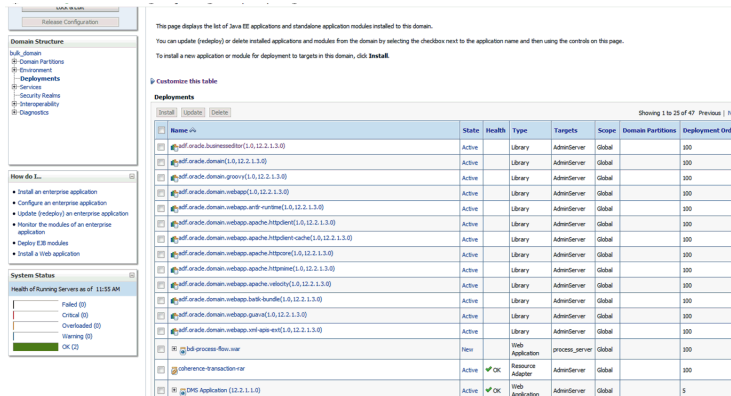 Lock & Edit
Release Configuration
Domain Structure
bulk_domain
Domain Partitions
Environment
Deployments
Services
Security Realms
Interoperability
Diagnostics
How do I...
Install an enterprise application
Configure an enterprise application
Update (redeploy) an enterprise application
Monitor the modules of an enterprise
application
Deploy EJB modules
Install a Web application
System Status
Health of Running Servers as of 11:55 AM
Failed (0)
Critical (0)
Overloaded (0)
Warning (0)
OK (2)
This page displays the list of Java EE applications and standalone application modules installed to this domain.
You can update (redeploy) or delete installed applications and modules from the domain by selecting the checkbox next to the application name and then using the controls on this page.
To install a new application or module for deployment to targets in this domain, click Install.
Customize this table
Deployments
Install Update Delete Showing 1 to 25 of 47 Previous | N
Name State Health Type Targets Scope Domain Partitions Deployment Ord
adf.oracle.businesseditor(1.0,12.2.1.3.0) Active Library AdminServer Global 100
adf.oracle.domain(1.0,12.2.1.3.0) Active Library AdminServer Global 100
adf.oracle.domain.groovy(1.0,12.2.1.3.0) Active Library AdminServer Global 100
adf.oracle.domain.webapp(1.0,12.2.1.3.0) Active Library AdminServer Global 100
adf.oracle.domain.webapp.antlr-runtime(1.0,12.2.1.3.0) Active Library AdminServer Global 100
adf.oracle.domain.webapp.apache.httpclient(1.0,12.2.1.3.0) Active Library AdminServer Global 100
adf.oracle.domain.webapp.apache.httpclient-cache(1.0,12.2.1.3.0) Active Library AdminServer Global 100
adf.oracle.domain.webapp.apache.httpcore(1.0,12.2.1.3.0) Active Library AdminServer Global 100
adf.oracle.domain.webapp.apache.httpmime(1.0,12.2.1.3.0) Active Library AdminServer Global 100
adf.oracle.domain.webapp.apache.velocity(1.0,12.2.1.3.0) Active Library AdminServer Global 100
adf.oracle.domain.webapp.batik-bundle(1.0,12.2.1.3.0) Active Library AdminServer Global 100
adf.oracle.domain.webapp.guava(1.0,12.2.1.3.0) Active Library AdminServer Global 100
adf.oracle.domain.webapp.xml-apis-ext(1.0,12.2.1.3.0) Active Library AdminServer Global 100
bdi-process-flow.war New Web Application process_server Global 100
coherence-transaction-rar Active OK Resource Adapter AdminServer Global 100
DMS Application (12.2.1.1.0) Active OK Web Application AdminServer Global 5